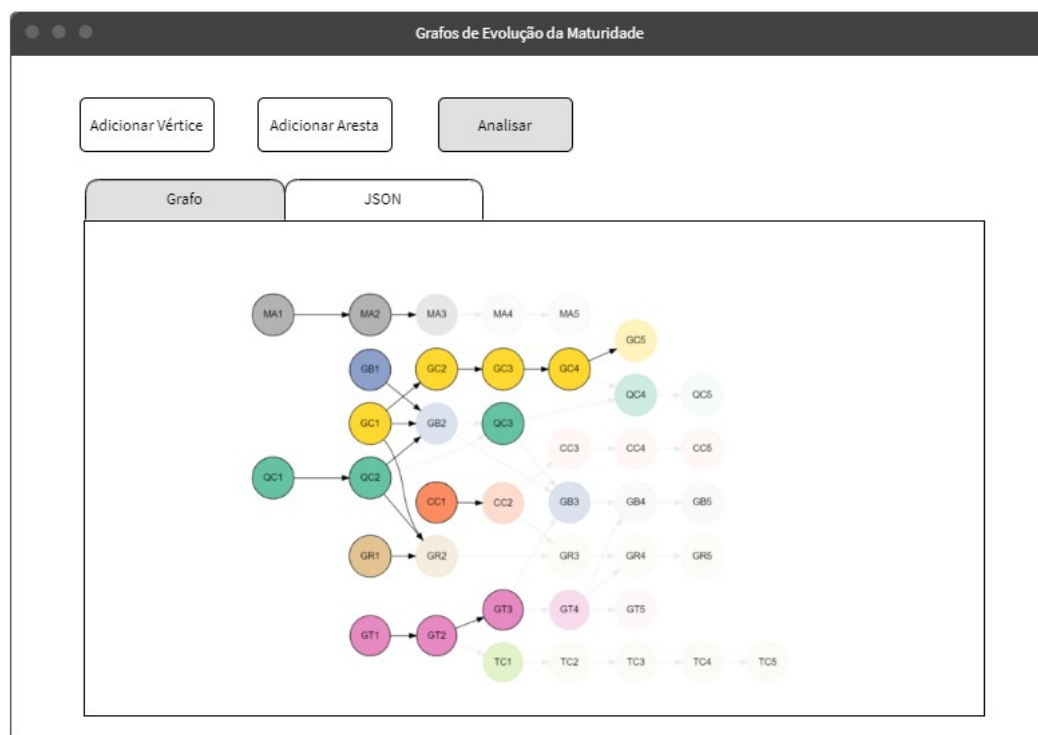 Grafos de Evolução da Maturidade
Adicionar Vértice Adicionar Aresta Analisar
Grafo JSON
MA1 MA2 MA3 MA4 MA5
GC5
GB1 GC2 GC3 GC4
QC4 QC5
GC1 GB2 QC3
CC3 CC4 CC5
QC1 QC2
CC1 CC2 GB3 GB4 GB5
GR1 GR2 GR3 GR4 GR5
GT3 GT4 GT5
GT1 GT2
TC1 TC2 TC3 TC4 TC5